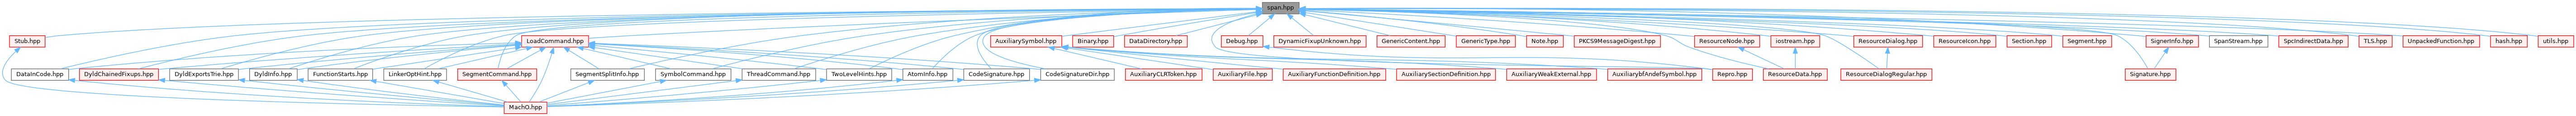 span.hpp
Stub.hpp
LoadCommand.hpp
AuxiliarySymbol.hpp
Binary.hpp
DataDirectory.hpp
Debug.hpp
DynamicFixupUnknown.hpp
GenericContent.hpp
GenericType.hpp
Note.hpp
PKCS9MessageDigest.hpp
ResourceNode.hpp
iostream.hpp
ResourceDialog.hpp
ResourceIcon.hpp
Section.hpp
Segment.hpp
SignerInfo.hpp
SpanStream.hpp
SpcIndirectData.hpp
TLS.hpp
UnpackedFunction.hpp
hash.hpp
utils.hpp
DataInCode.hpp
DyldChainedFixups.hpp
DyldExportsTrie.hpp
DyldInfo.hpp
FunctionStarts.hpp
LinkerOptHint.hpp
SegmentCommand.hpp
SegmentSplitInfo.hpp
SymbolCommand.hpp
ThreadCommand.hpp
TwoLevelHints.hpp
AtomInfo.hpp
CodeSignature.hpp
CodeSignatureDir.hpp
AuxiliaryCLRToken.hpp
AuxiliaryFile.hpp
AuxiliaryFunctionDefinition.hpp
AuxiliarySectionDefinition.hpp
AuxiliaryWeakExternal.hpp
AuxiliarybfAndefSymbol.hpp
Repro.hpp
ResourceData.hpp
ResourceDialogRegular.hpp
Signature.hpp
MachO.hpp